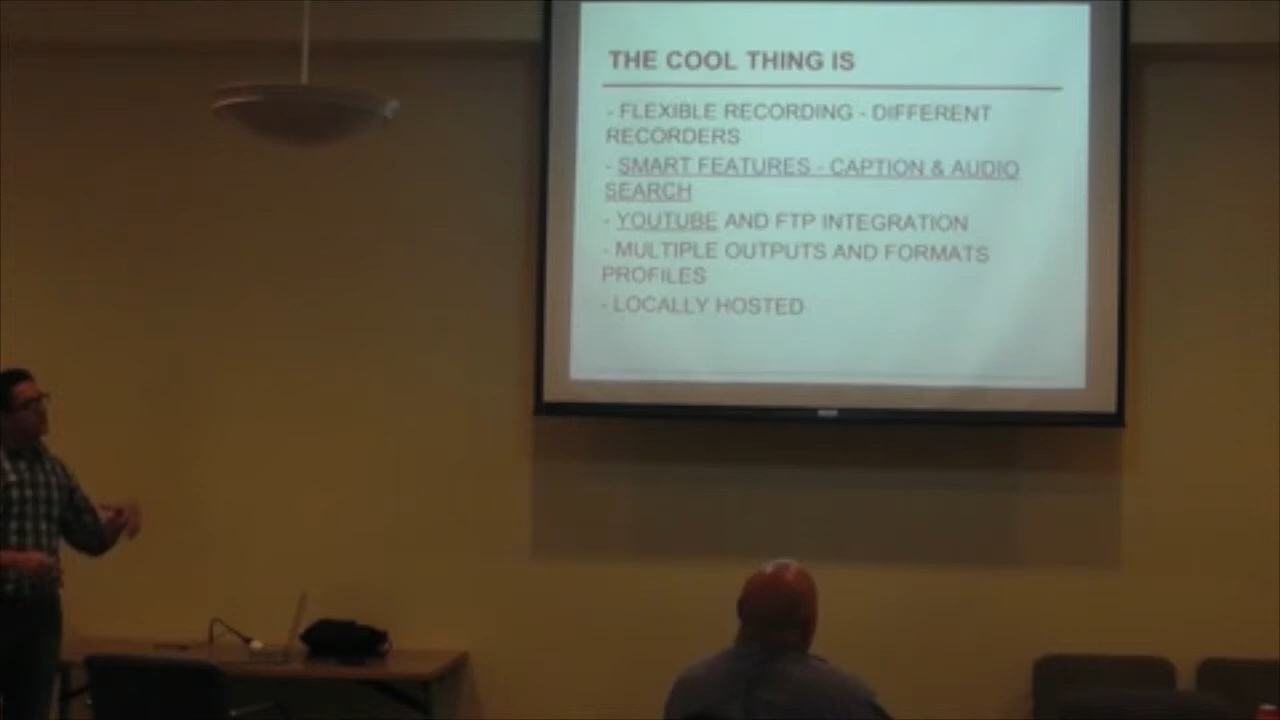 THE COOL THING IS
- FLEXIBLE RECORDING - DIFFERENT
RECORDERS
- SMART FEATURES - CAPTION & AUDIO
SEARCH
- YOUTUBE AND FTP INTEGRATION
- MULTIPLE OUTPUTS AND FORMATS
PROFILES
- LOCALLY HOSTED